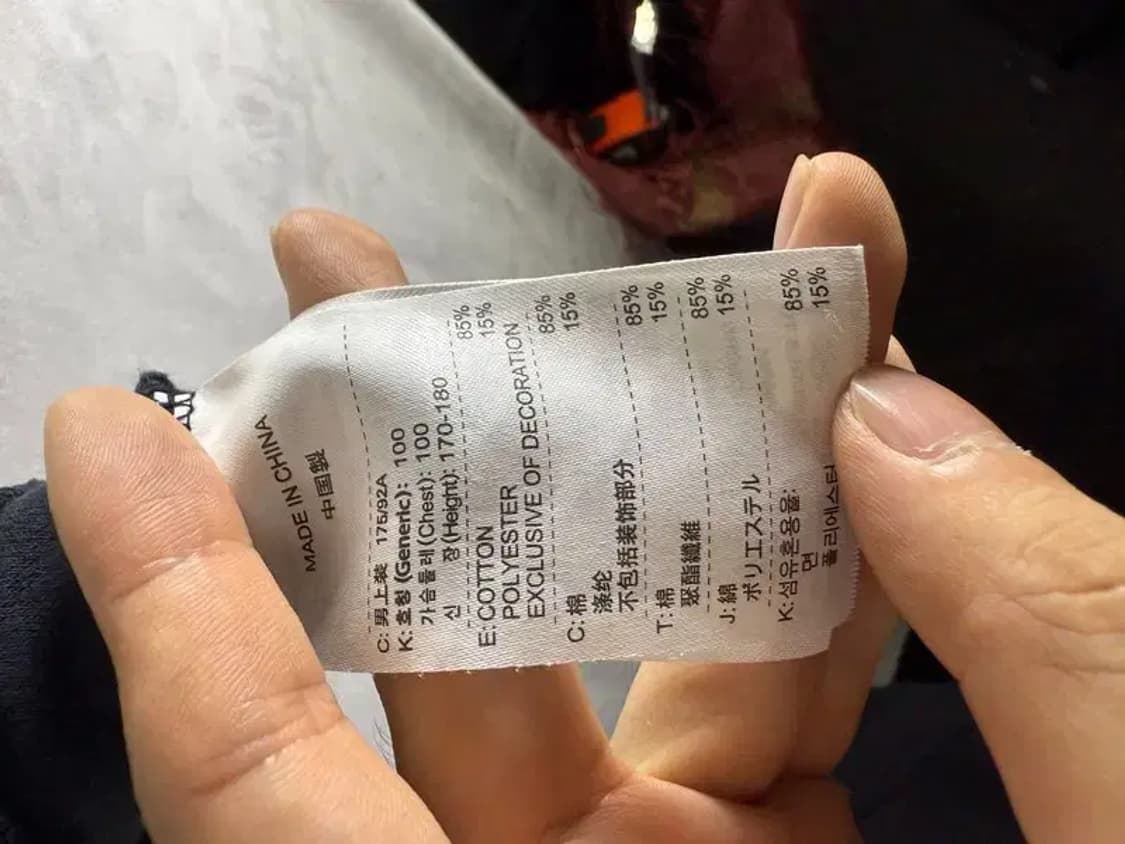 MADE IN CHINA
中国製
C: 男上装 175/92A
K: 호칭 (Generic): 100
가슴둘레 (Chest): 100
신 장 (Height): 170-180
E: COTTON 85%
POLYESTER 15%
EXCLUSIVE OF DECORATION
C: 棉 85%
涤纶 15%
不包括装饰部分
T: 棉 85%
聚酯纖維 15%
J: 綿 85%
ポリエステル 15%
K: 섬유혼용율:
면 85%
폴리에스터 15%